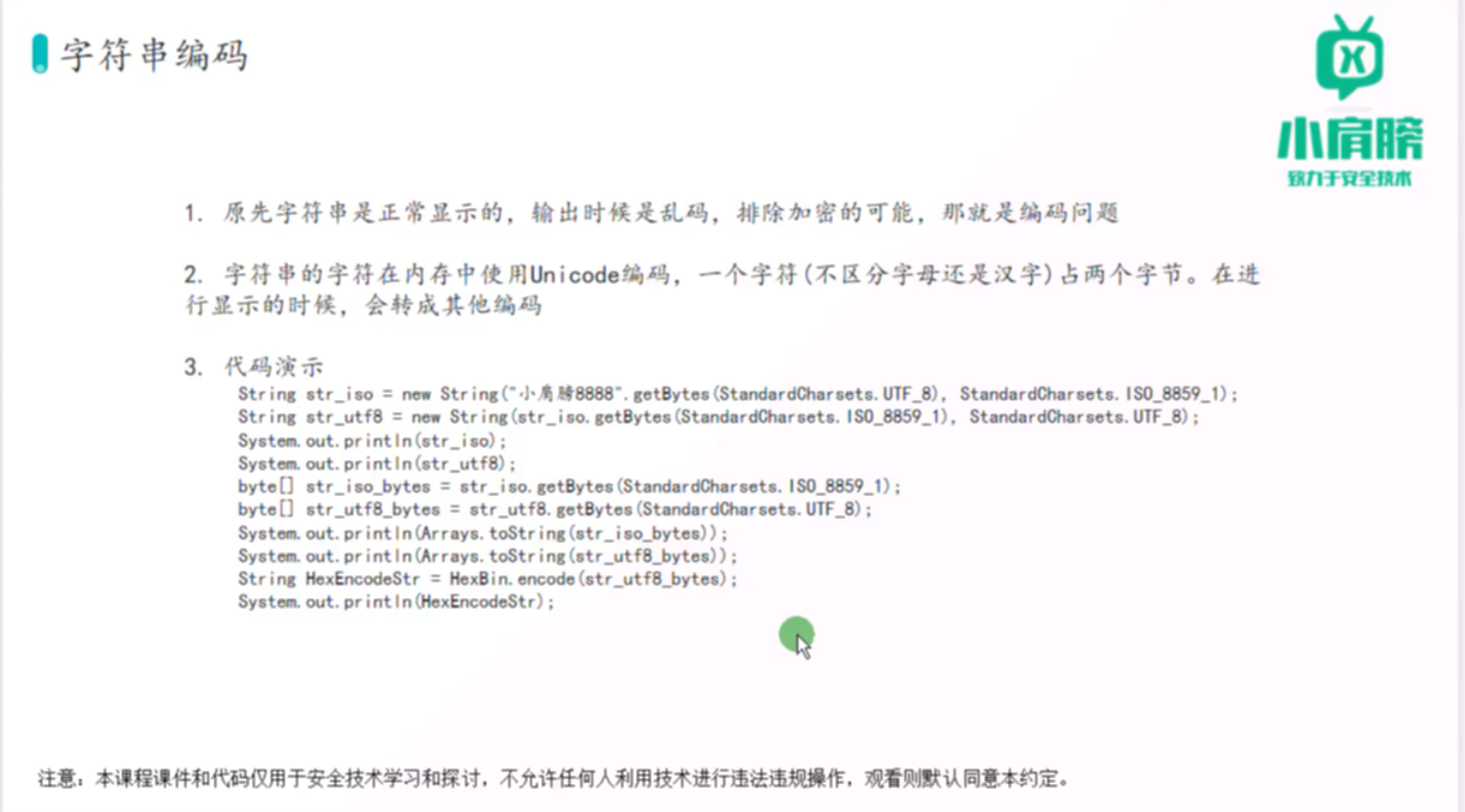 字符串编码
X
小肩膀
致力于安全技术
1. 原先字符串是正常显示的，输出时候是乱码，排除加密的可能，那就是编码问题
2. 字符串的字符在内存中使用Unicode编码，一个字符(不区分字母还是汉字)占两个字节。在进
行显示的时候，会转成其他编码
3. 代码演示
String str_iso = new String("小肩膀8888".getBytes(StandardCharsets.UTF_8), StandardCharsets.ISO_8859_1);
String str_utf8 = new String(str_iso.getBytes(StandardCharsets.ISO_8859_1), StandardCharsets.UTF_8);
System.out.println(str_iso);
System.out.println(str_utf8);
byte[] str_iso_bytes = str_iso.getBytes(StandardCharsets.ISO_8859_1);
byte[] str_utf8_bytes = str_utf8.getBytes(StandardCharsets.UTF_8);
System.out.println(Arrays.toString(str_iso_bytes));
System.out.println(Arrays.toString(str_utf8_bytes));
String HexEncodeStr = HexBin.encode(str_utf8_bytes);
System.out.println(HexEncodeStr);
注意：本课程课件和代码仅用于安全技术学习和探讨，不允许任何人利用技术进行违法违规操作，观看则默认同意本约定。